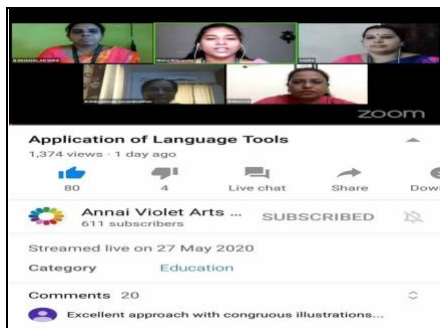 zoom
Application of Language Tools
1,374 views · 1 day ago
80
4
Live chat
Share
Dow
Annai Violet Arts ...
SUBSCRIBED
611 subscribers
Streamed live on 27 May 2020
Category
Education
Comments 20
Excellent approach with congruous illustrations...